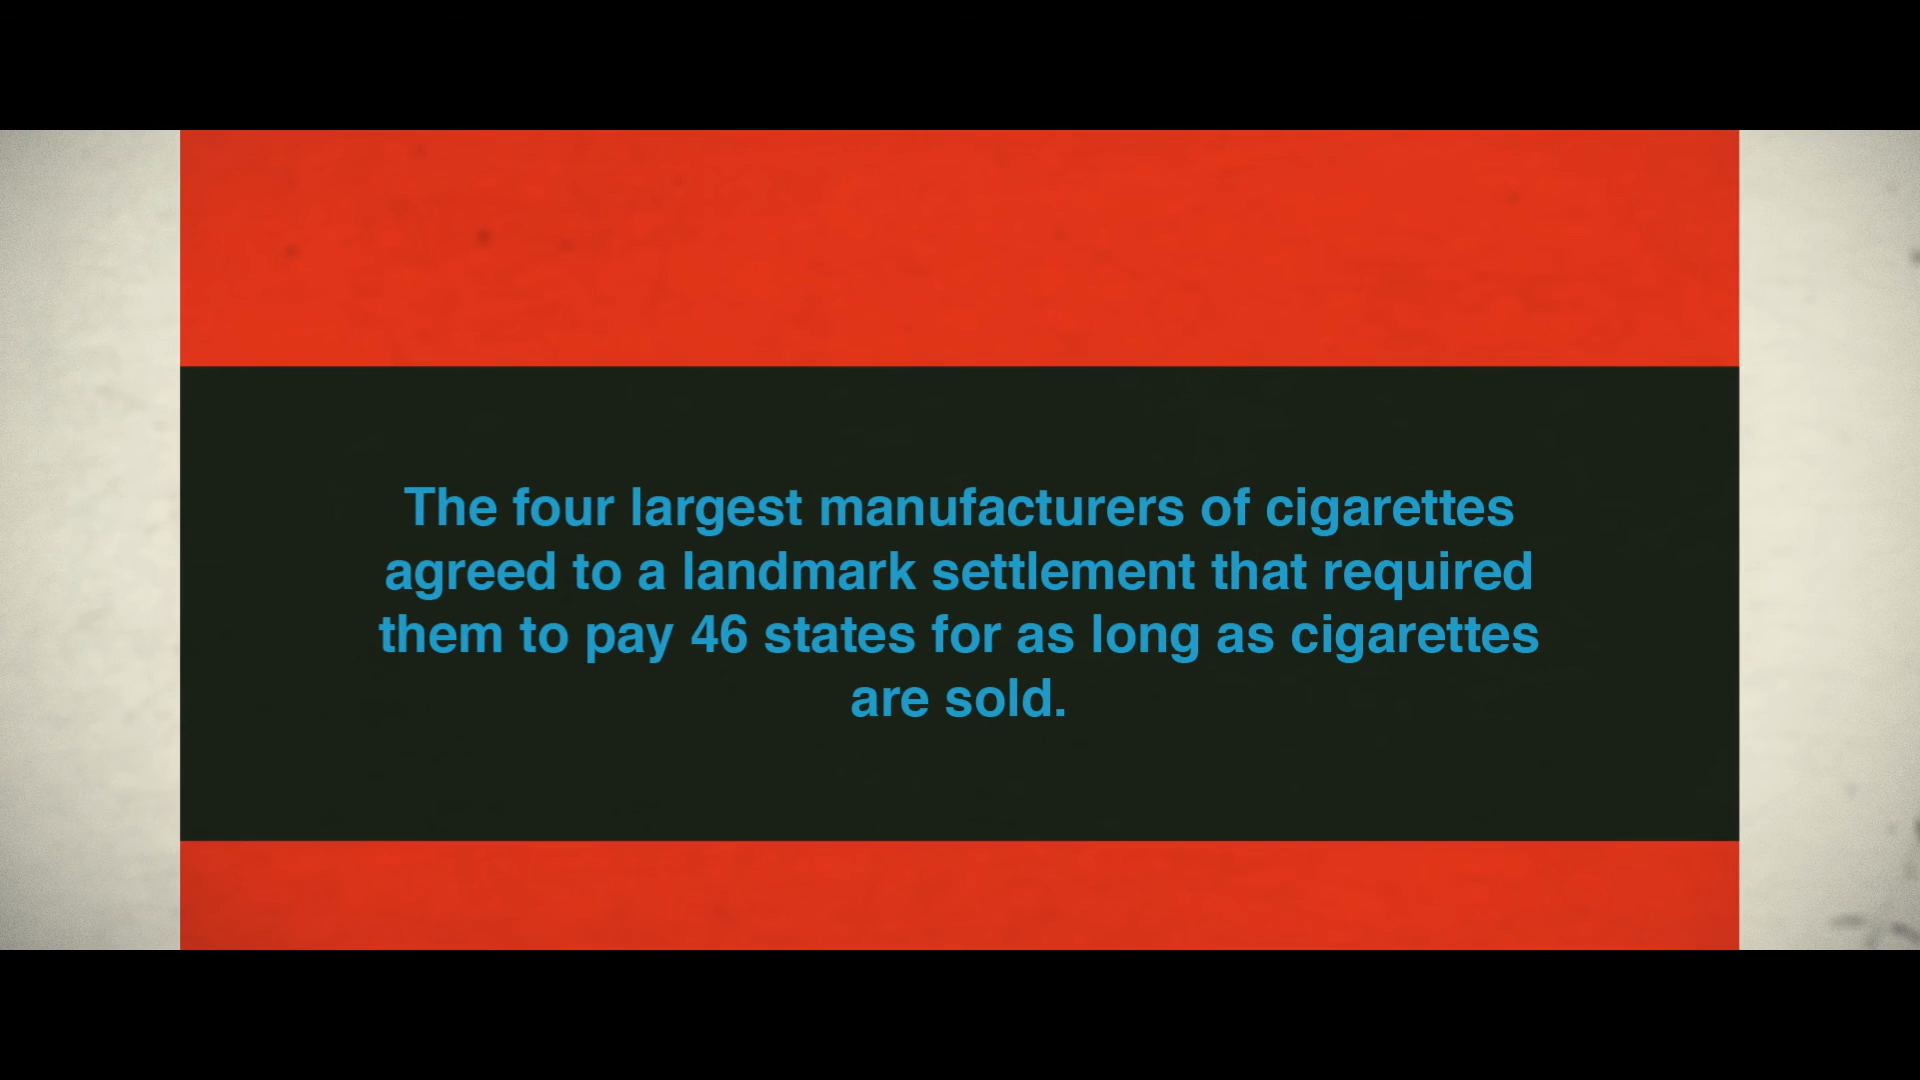 The four largest manufacturers of cigarettes
agreed to a landmark settlement that required
them to pay 46 states for as long as cigarettes
are sold.